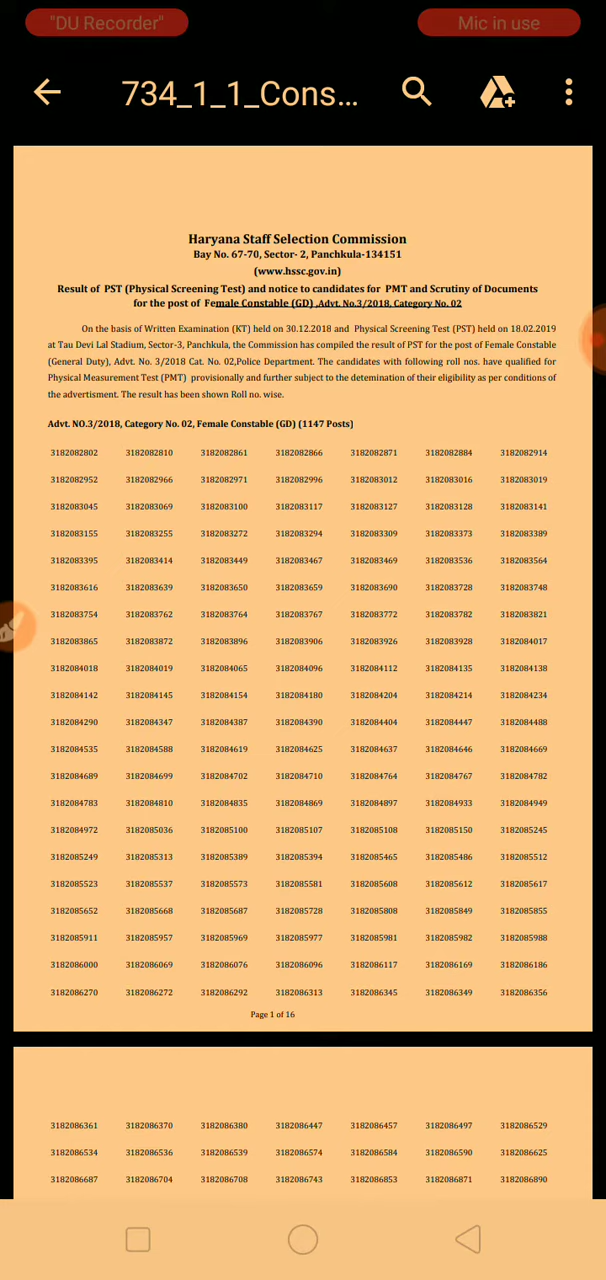 "DU Recorder"
Mic in use
734_1_1_Cons...
Haryana Staff Selection Commission
Bay No. 67-70, Sector- 2, Panchkula-134151
(www.hssc.gov.in)
Result of PST (Physical Screening Test) and notice to candidates for PMT and Scrutiny of Documents
for the post of Female Constable (GD) ,Advt. No.3/2018, Category No. 02
On the basis of Written Examination (KT) held on 30.12.2018 and Physical Screening Test (PST) held on 18.02.2019
at Tau Devi Lal Stadium, Sector-3, Panchkula, the Commission has compiled the result of PST for the post of Female Constable
(General Duty), Advt. No. 3/2018 Cat. No. 02,Police Department. The candidates with following roll nos. have qualified for
Physical Measurement Test (PMT) provisionally and further subject to the detemination of their eligibility as per conditions of
the advertisment. The result has been shown Roll no. wise.
Advt. NO.3/2018, Category No. 02, Female Constable (GD) (1147 Posts)
3182082802 3182082810 3182082861 3182082866 3182082871 3182082884 3182082914
3182082952 3182082966 3182082971 3182082996 3182083012 3182083016 3182083019
3182083045 3182083069 3182083100 3182083117 3182083127 3182083128 3182083141
3182083155 3182083255 3182083272 3182083294 3182083309 3182083373 3182083389
3182083395 3182083414 3182083449 3182083467 3182083469 3182083536 3182083564
3182083616 3182083639 3182083650 3182083659 3182083690 3182083728 3182083748
3182083754 3182083762 3182083764 3182083767 3182083772 3182083782 3182083821
3182083865 3182083872 3182083896 3182083906 3182083926 3182083928 3182084017
3182084018 3182084019 3182084065 3182084096 3182084112 3182084135 3182084138
3182084142 3182084145 3182084154 3182084180 3182084204 3182084214 3182084234
3182084290 3182084347 3182084387 3182084390 3182084404 3182084447 3182084488
3182084535 3182084588 3182084619 3182084625 3182084637 3182084646 3182084669
3182084689 3182084699 3182084702 3182084710 3182084764 3182084767 3182084782
3182084783 3182084810 3182084835 3182084869 3182084897 3182084933 3182084949
3182084972 3182085036 3182085100 3182085107 3182085108 3182085150 3182085245
3182085249 3182085313 3182085389 3182085394 3182085465 3182085486 3182085512
3182085523 3182085537 3182085573 3182085581 3182085608 3182085612 3182085617
3182085652 3182085668 3182085687 3182085728 3182085808 3182085849 3182085855
3182085911 3182085957 3182085969 3182085977 3182085981 3182085982 3182085988
3182086000 3182086069 3182086076 3182086096 3182086117 3182086169 3182086186
3182086270 3182086272 3182086292 3182086313 3182086345 3182086349 3182086356
Page 1 of 16
3182086361 3182086370 3182086380 3182086447 3182086457 3182086497 3182086529
3182086534 3182086536 3182086539 3182086574 3182086584 3182086590 3182086625
3182086687 3182086704 3182086708 3182086743 3182086853 3182086871 3182086890